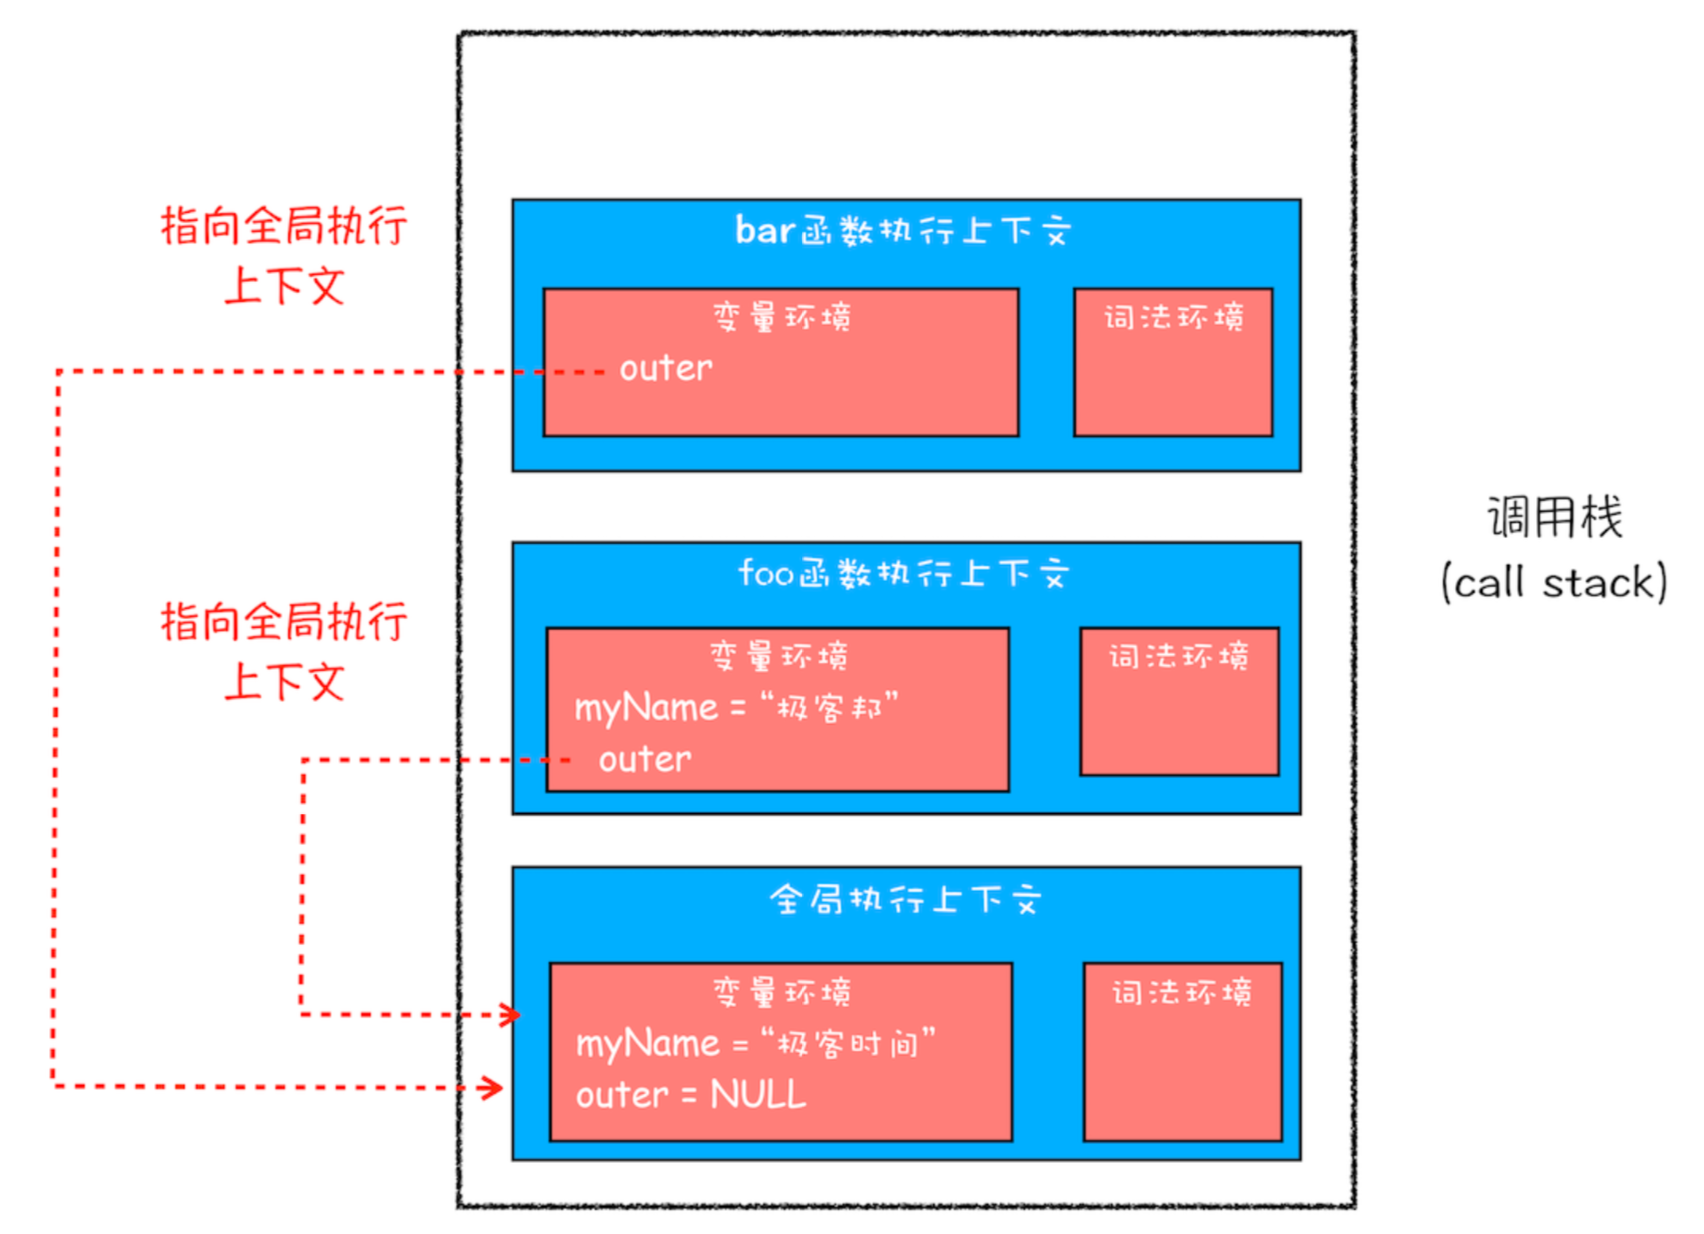 指向全局执行
上下文
bar函数执行上下文
变量环境
outer
词法环境
调用栈
(call stack)
foo函数执行上下文
指向全局执行
上下文
变量环境
myName = “极客邦”
outer
词法环境
全局执行上下文
变量环境
myName = “极客时间”
outer = NULL
词法环境